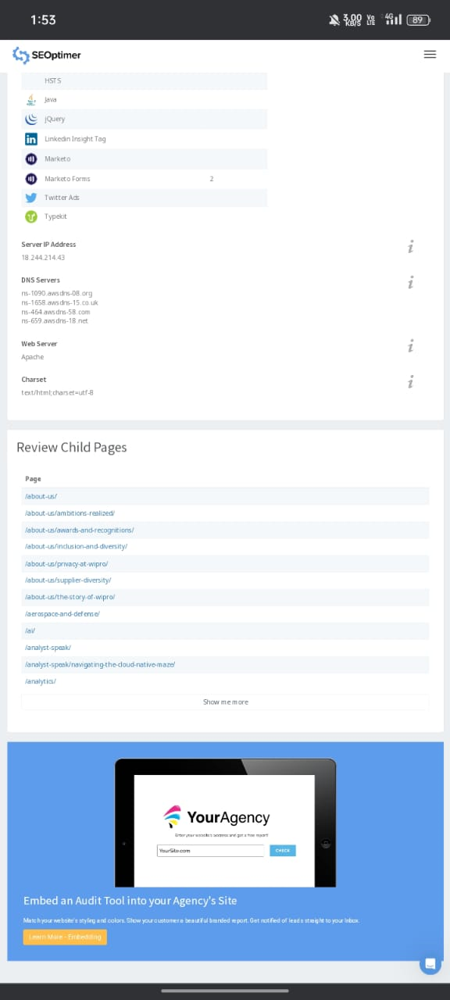 1:53
3.00 KB/S
Vo LTE
4G
89
SEOptimer
HSTS
Java
jQuery
Linkedin Insight Tag
Marketo
Marketo Forms 2
Twitter Ads
Typekit
Server IP Address
18.244.214.43
DNS Servers
ns-1090.awsdns-08.org
ns-1658.awsdns-15.co.uk
ns-464.awsdns-58.com
ns-659.awsdns-18.net
Web Server
Apache
Charset
text/html;charset=utf-8
Review Child Pages
Page
/about-us/
/about-us/ambitions-realized/
/about-us/awards-and-recognitions/
/about-us/inclusion-and-diversity/
/about-us/privacy-at-wipro/
/about-us/supplier-diversity/
/about-us/the-story-of-wipro/
/aerospace-and-defense/
/ai/
/analyst-speak/
/analyst-speak/navigating-the-cloud-native-maze/
/analytics/
Show me more
YourAgency
Enter your website's address and get a free report!
YourSite.com CHECK
Embed an Audit Tool into your Agency's Site
Match your website's styling and colors. Show your customer a beautiful branded report. Get notified of leads straight to your Inbox.
Learn More - Embedding